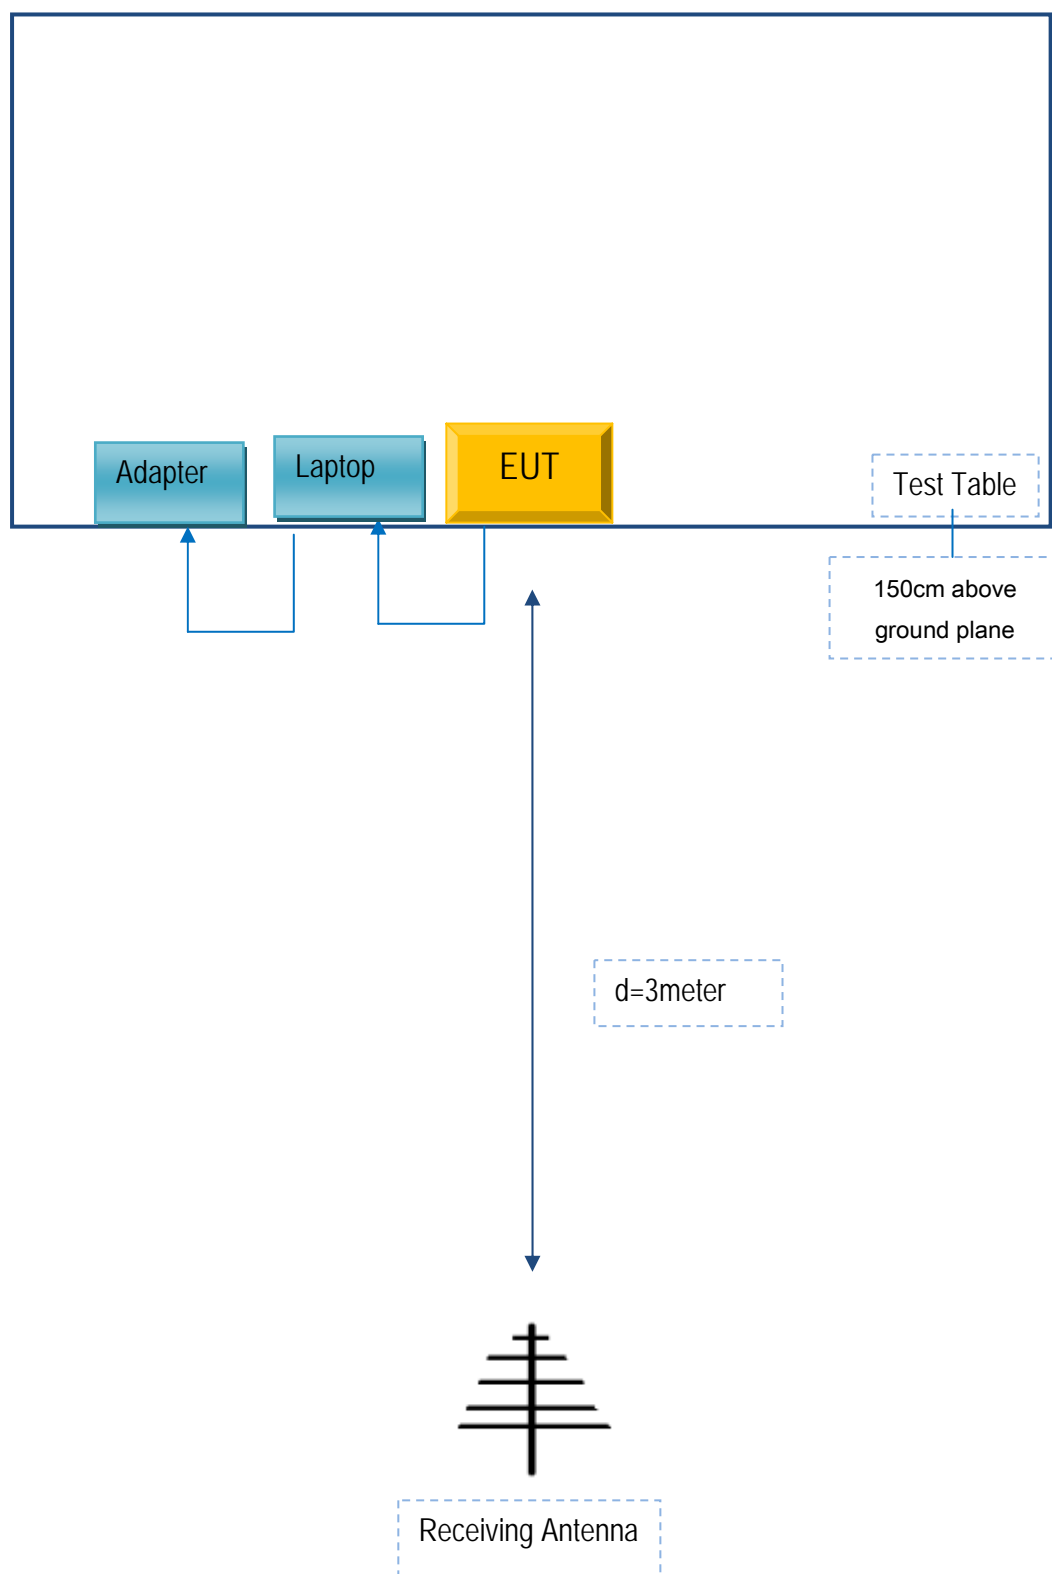 Adapter
Laptop
EUT
Test Table
150cm above
ground plane
d=3meter
Receiving Antenna